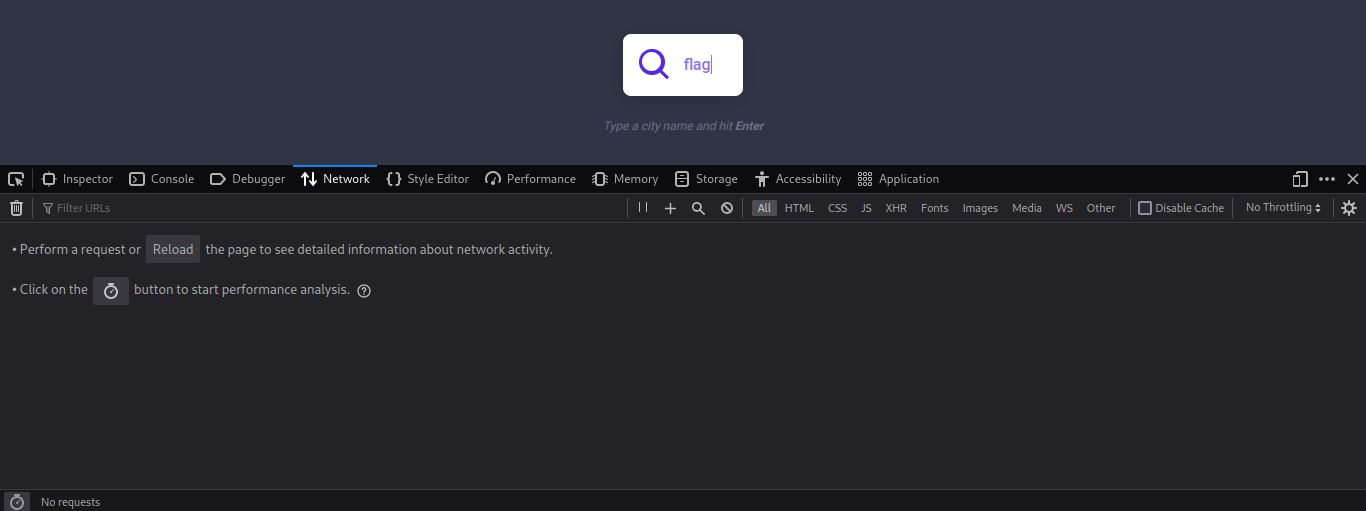 flag
Type a city name and hit Enter
Inspector Console Debugger Network Style Editor Performance Memory Storage Accessibility Application
Filter URLs All HTML CSS JS XHR Fonts Images Media WS Other Disable Cache No Throttling
• Perform a request or Reload the page to see detailed information about network activity.
• Click on the button to start performance analysis.
No requests